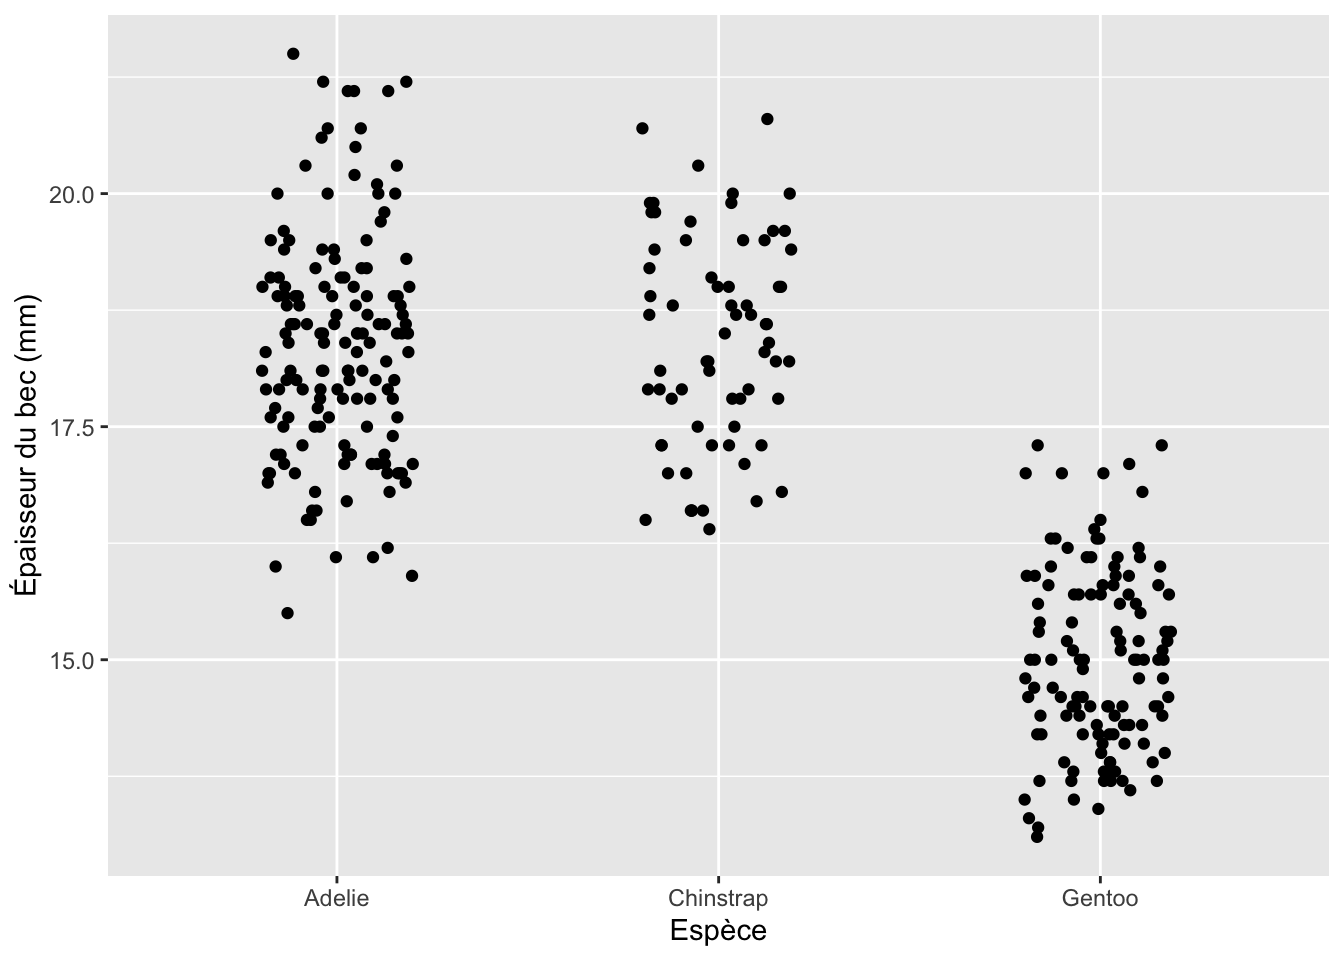 Épaisseur du bec (mm)
20.0
17.5
15.0
Adelie
Chinstrap
Gentoo
Espèce